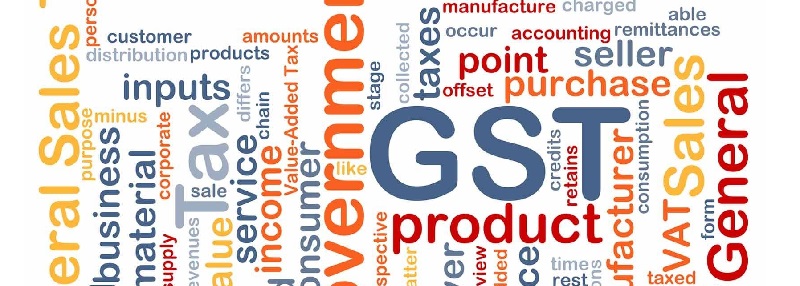 manufacture
charged
perso
customer
amounts
occur
accounting
able
remittances
distribution
products
eral Sales
inputs
differs
chain
Value-Added Tax
overnme
stage
collected
taxes
point
seller
offset
purchase
purpose
minus
business
material
corporate
Tax
sale
service
income
onsumer
like
GST
credits
retains
consumption
Sales
General
supply
evenues
alue
product
ufacturer
VAT
form
spective
atter
ver
view
dded
ce
time
ons
rest
taxed